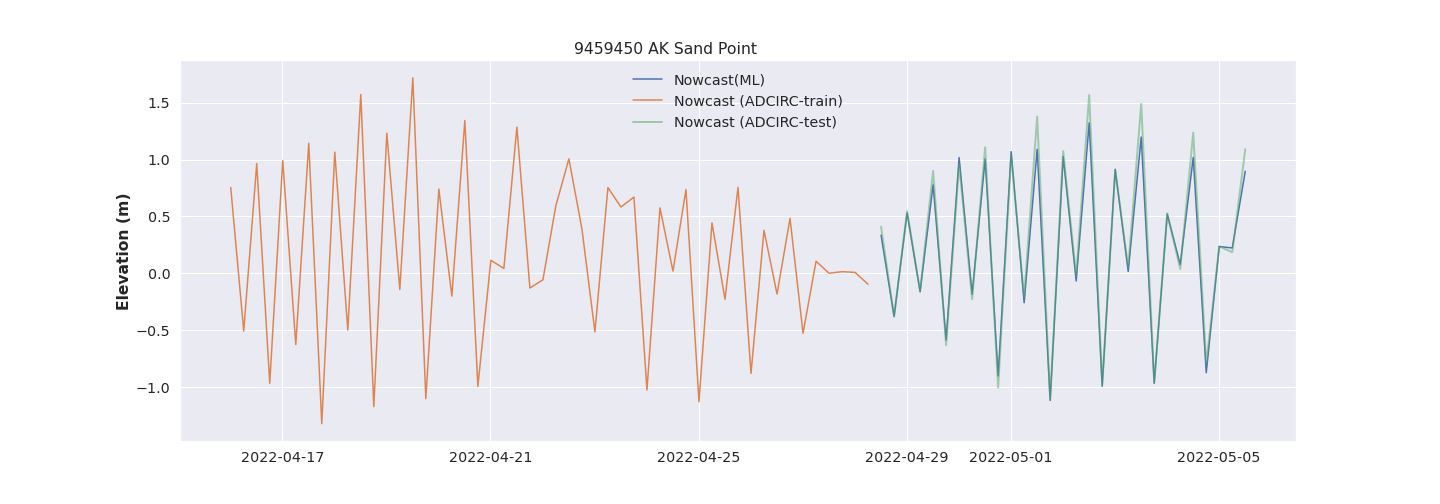 9459450 AK Sand Point
Nowcast(ML)
Nowcast (ADCIRC-train)
Nowcast (ADCIRC-test)
Elevation (m)
1.5
1.0
0.5
0.0
−0.5
−1.0
2022-04-17
2022-04-21
2022-04-25
2022-04-29
2022-05-01
2022-05-05